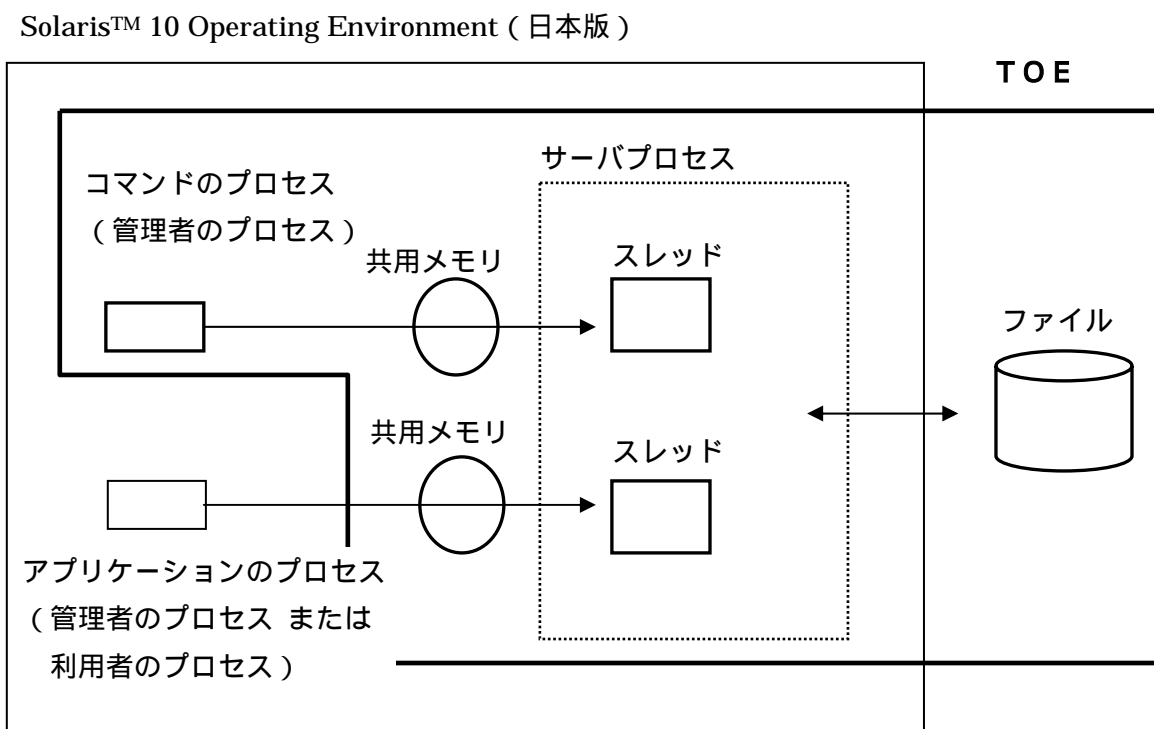 Solaris™ 10 Operating Environment（日本版）
ＴＯＥ
サーバプロセス
コマンドのプロセス
（管理者のプロセス）
共用メモリ
スレッド
ファイル
共用メモリ
スレッド
アプリケーションのプロセス
（管理者のプロセス または
利用者のプロセス）